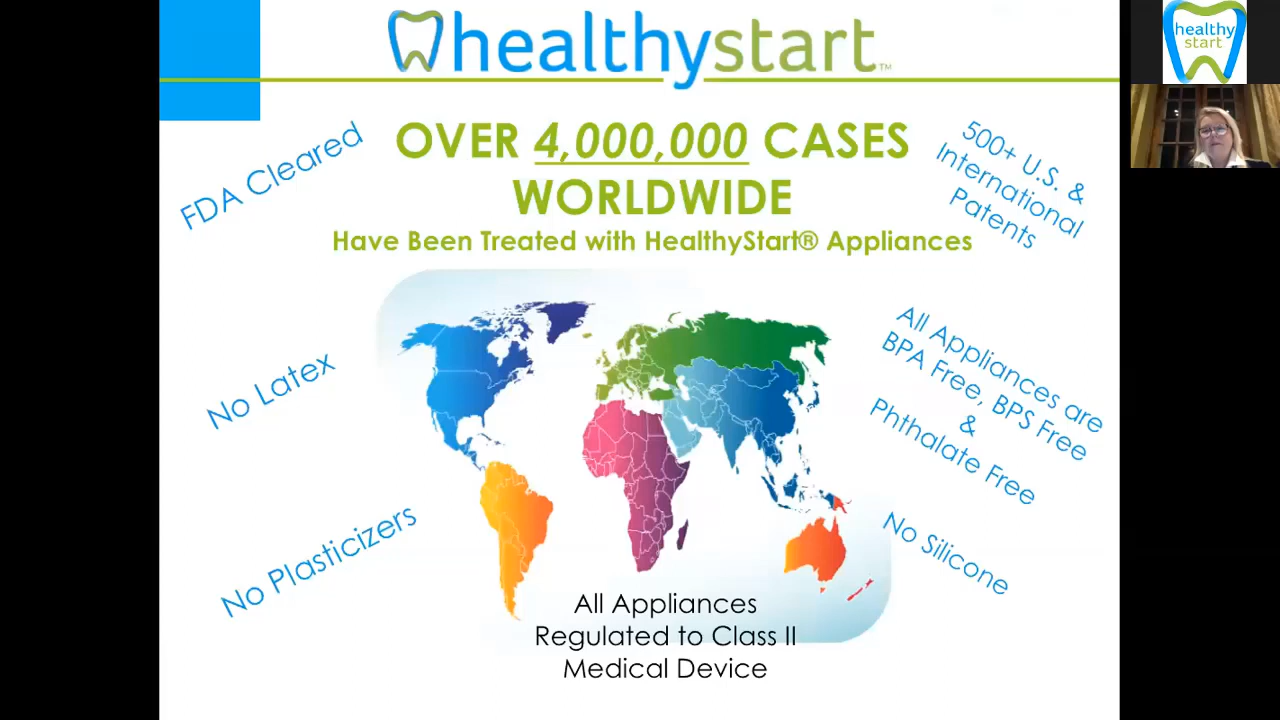 healthystart™
OVER 4,000,000 CASES
WORLDWIDE
Have Been Treated with HealthyStart® Appliances
FDA Cleared
500+ U.S. &
International
Patents
No Latex
All Appliances are
BPA Free, BPS Free
&
Phthalate Free
No Plasticizers
No Silicone
All Appliances
Regulated to Class II
Medical Device
healthy
start